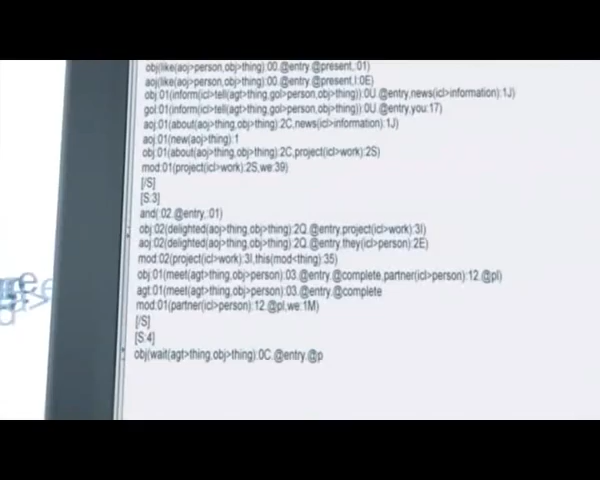 obj(like(aoj>person,obj>thing):00.@entry.@present,:01)
aoj(like(aoj>person,obj>thing):00.@entry.@present,I:0E)
obj:01(inform(icl>tell(agt>thing,gol>person,obj>thing)):0U.@entry,news(icl>information):1J)
gol:01(inform(icl>tell(agt>thing,gol>person,obj>thing)):0U.@entry,you:17)
aoj:01(about(aoj>thing,obj>thing):2C,news(icl>information):1J)
aoj:01(new(aoj>thing):1
obj:01(about(aoj>thing,obj>thing):2C,project(icl>work):2S)
mod:01(project(icl>work):2S,we:39)
[/S]
[S:3]
and(:02.@entry,:01)
obj:02(delighted(aoj>thing,obj>thing):2Q.@entry,project(icl>work):3I)
aoj:02(delighted(aoj>thing,obj>thing):2Q.@entry,they(icl>person):2E)
mod:02(project(icl>work):3I,this(mod<thing):35)
obj:01(meet(agt>thing,obj>person):03.@entry.@complete,partner(icl>person):12.@pl)
agt:01(meet(agt>thing,obj>person):03.@entry.@complete
mod:01(partner(icl>person):12.@pl,we:1M)
[/S]
[S:4]
obj(wait(agt>thing,obj>thing):0C.@entry.@p